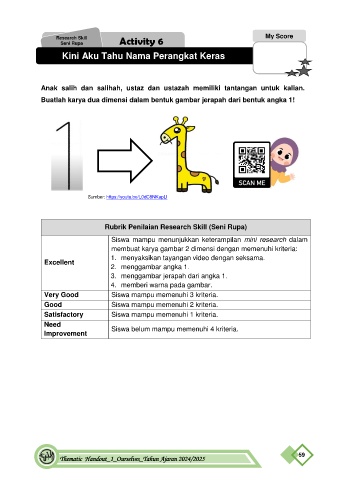 Research Skill
Seni Rupa
Activity 6
My Score
Kini Aku Tahu Nama Perangkat Keras
Anak salih dan salihah, ustaz dan ustazah memiliki tantangan untuk kalian.
Buatlah karya dua dimensi dalam bentuk gambar jerapah dari bentuk angka 1!
SCAN ME
Sumber:
Rubrik Penilaian Research Skill (Seni Rupa)
Excellent
Siswa mampu menunjukkan keterampilan mini research dalam
membuat karya gambar 2 dimensi dengan memenuhi kriteria:
1. menyaksikan tayangan video dengan seksama.
2. menggambar angka 1.
3. menggambar jerapah dari angka 1.
4. memberi warna pada gambar.
Very Good Siswa mampu memenuhi 3 kriteria.
Good Siswa mampu memenuhi 2 kriteria.
Satisfactory Siswa mampu memenuhi 1 kriteria.
Need
Improvement
Siswa belum mampu memenuhi 4 kriteria.
Thematic Handout_1_Ourselves_Tahun Ajaran 2024/2025
59